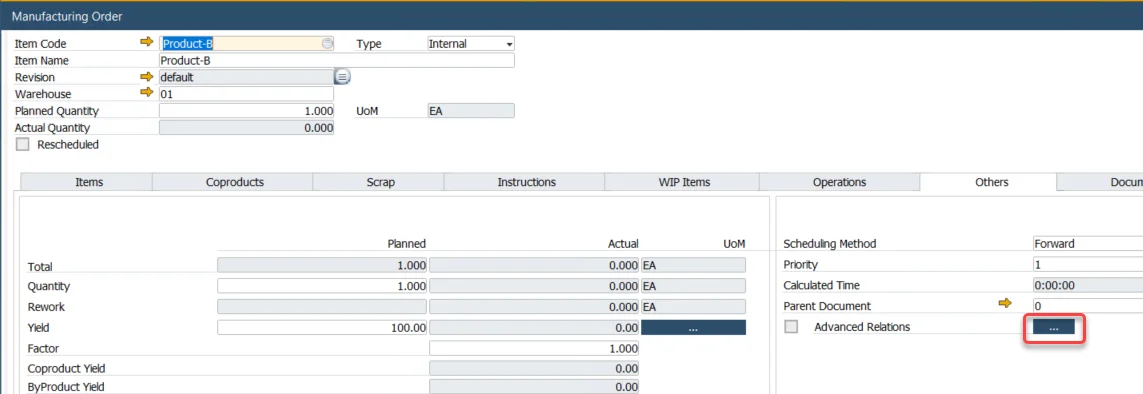 Manufacturing Order
Item Code Product-B Type Internal
Item Name Product-B
Revision default
Warehouse 01
Planned Quantity 1.000 UoM EA
Actual Quantity 0.000
Rescheduled
Items Coproducts Scrap Instructions WIP Items Operations Others Docum
Planned Actual UoM Scheduling Method Forward
Total 1.000 0.000 EA Priority 1
Quantity 1.000 0.000 EA Calculated Time 0:00:00
Rework 0.000 EA Parent Document 0
Yield 100.00 0.00 ... Advanced Relations ...
Factor 1.000
Coproduct Yield 0.00
ByProduct Yield 0.00